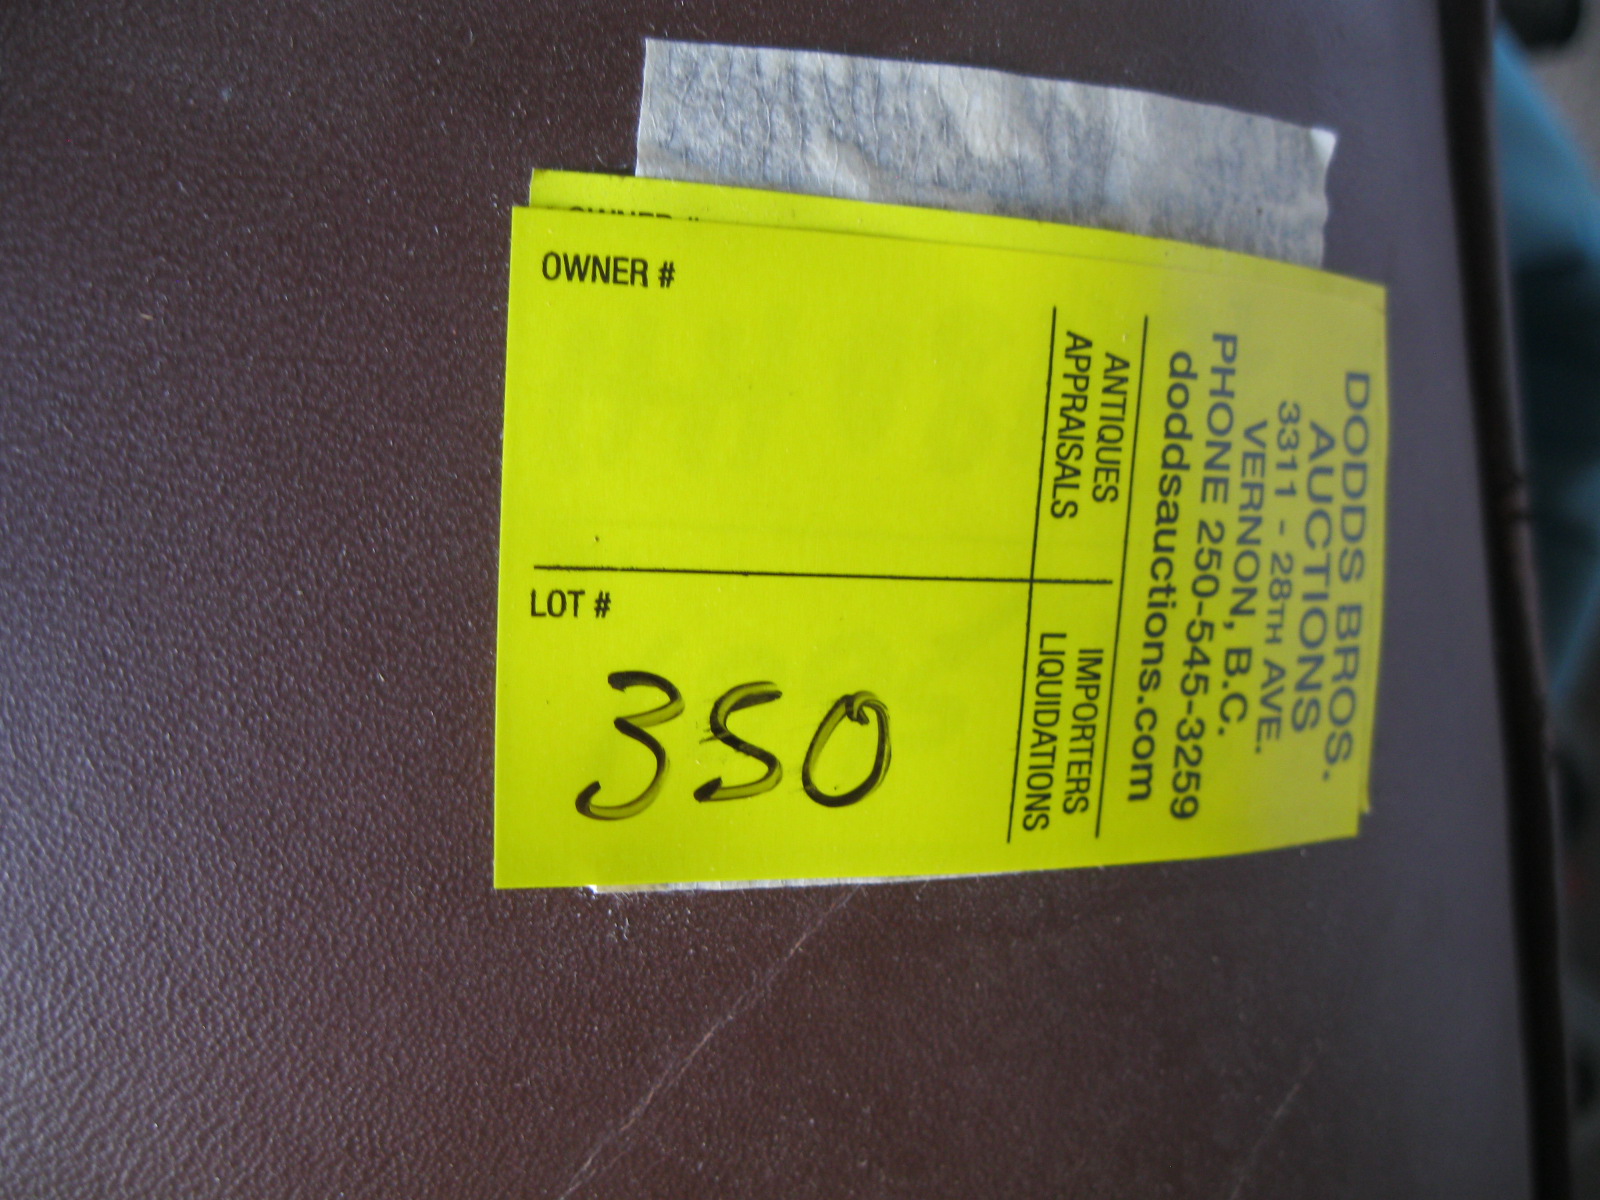 DODDS BROS.
AUCTIONS
3311 - 28TH AVE.
VERNON, B.C.
PHONE 250-545-3259
doddsauctions.com
ANTIQUES
APPRAISALS
IMPORTERS
LIQUIDATIONS
OWNER #
LOT #
350
OWNER #